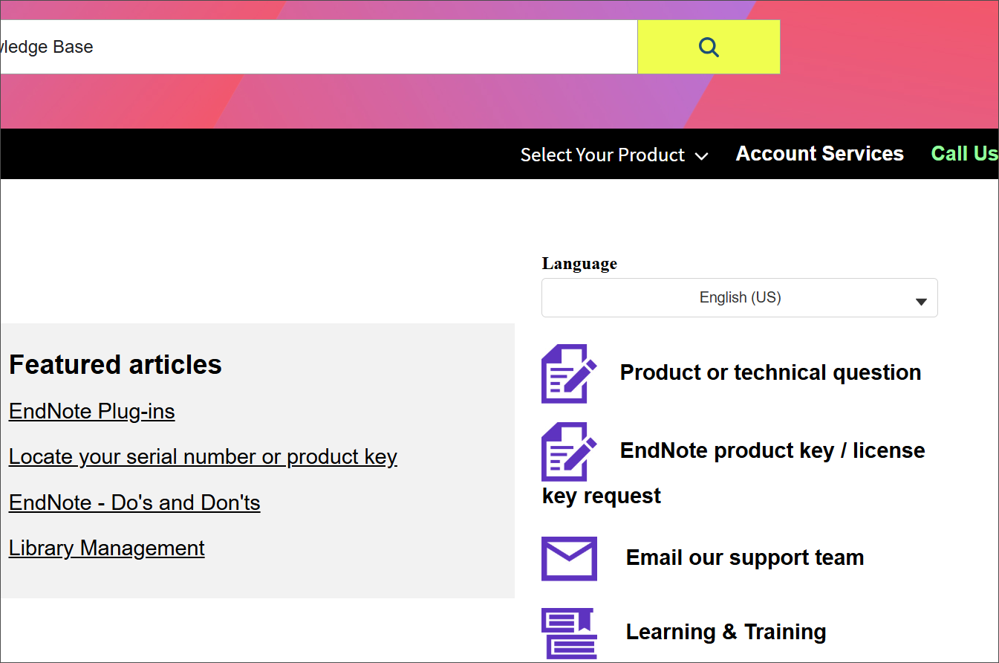 Base
Select Your Product
Account Services
Call Us
Language
English (US)
Featured articles
EndNote Plug-ins
Locate your serial number or product key
EndNote - Do's and Don'ts
Library Management
Product or technical question
EndNote product key / license
key request
Email our support team
Learning & Training